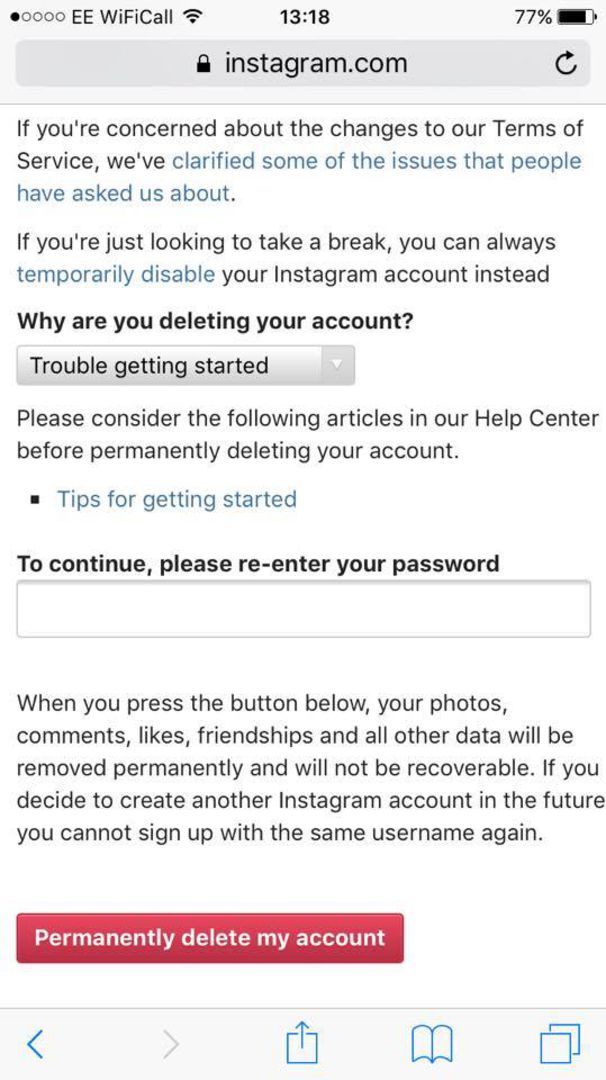 EE WiFiCall 13:18 77%
instagram.com
If you're concerned about the changes to our Terms of
Service, we've clarified some of the issues that people
have asked us about.
If you're just looking to take a break, you can always
temporarily disable your Instagram account instead
Why are you deleting your account?
Trouble getting started
Please consider the following articles in our Help Center
before permanently deleting your account.
Tips for getting started
To continue, please re-enter your password
When you press the button below, your photos,
comments, likes, friendships and all other data will be
removed permanently and will not be recoverable. If you
decide to create another Instagram account in the future
you cannot sign up with the same username again.
Permanently delete my account